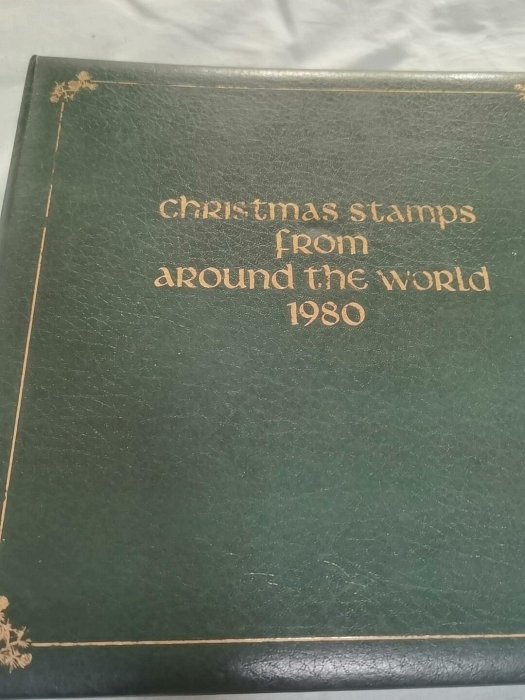 Christmas Stamps
from
Around the World
1980